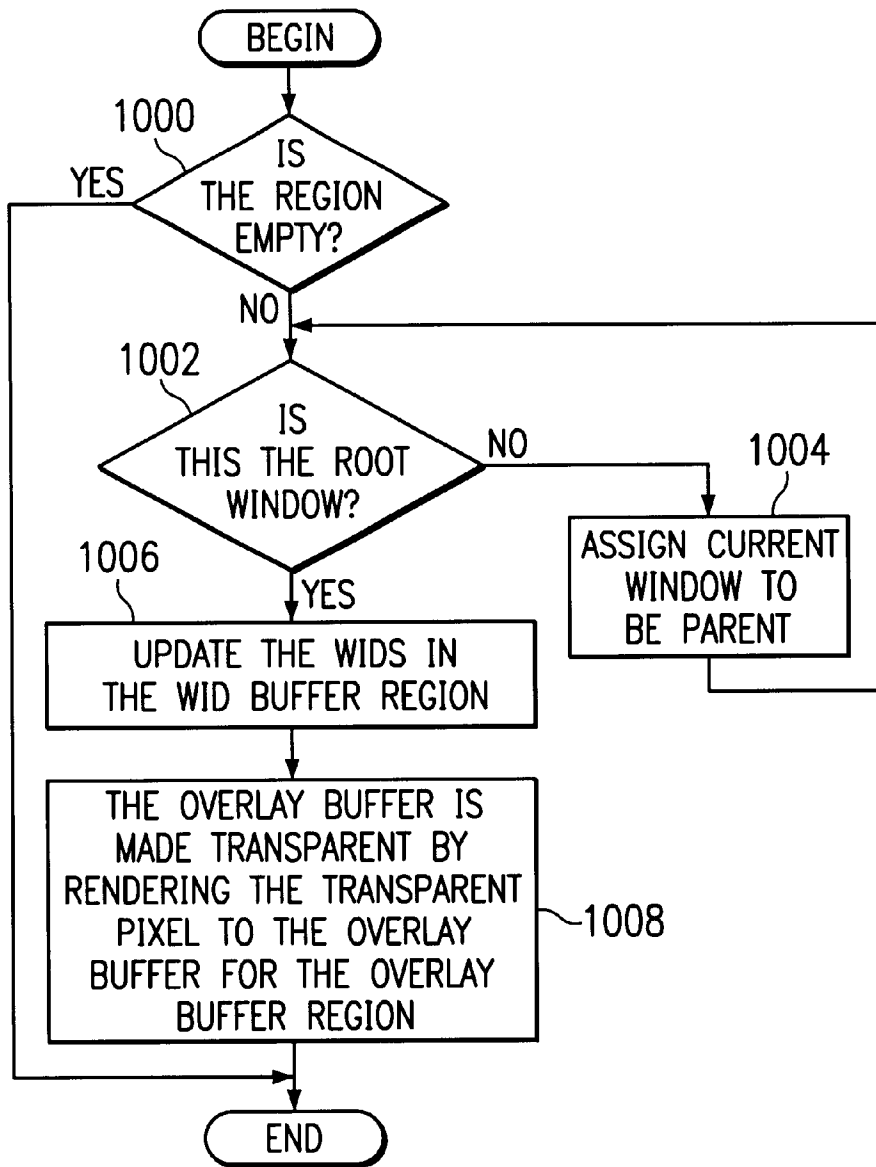 BEGIN
1000
IS
THE REGION
EMPTY?
YES
NO
1002
IS
THIS THE ROOT
WINDOW?
NO
1004
ASSIGN CURRENT
WINDOW TO
BE PARENT
YES
1006
UPDATE THE WIDS IN
THE WID BUFFER REGION
THE OVERLAY BUFFER IS
MADE TRANSPARENT BY
RENDERING THE TRANSPARENT
PIXEL TO THE OVERLAY
BUFFER FOR THE OVERLAY
BUFFER REGION
1008
END